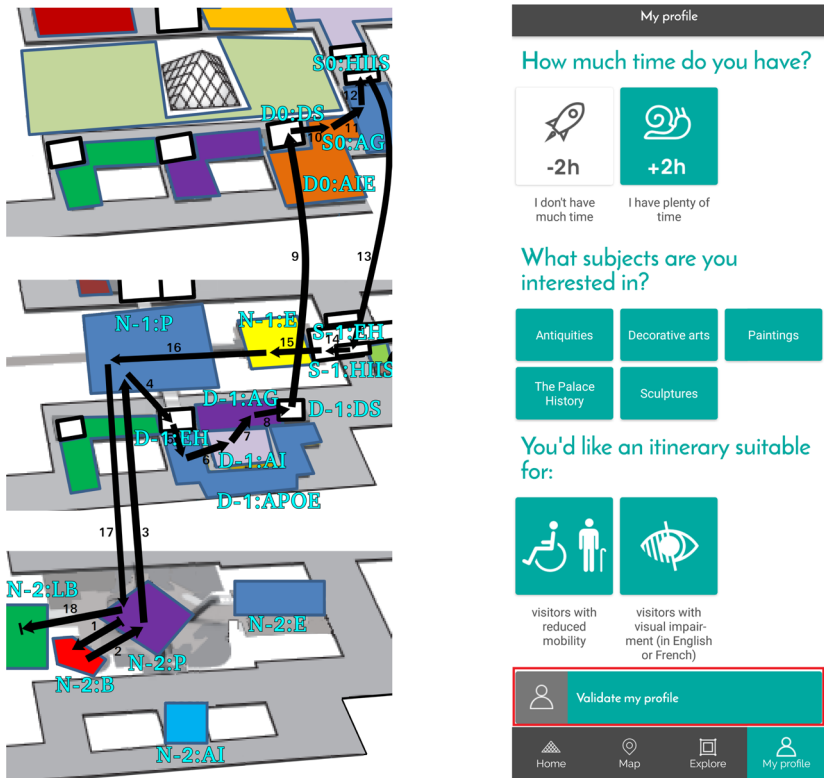 S0:HIIS
12
D0:DS
10
11
S0:AG
D0:AIE
9
13
N-1:P
N-1:E
S-1:EH
16
15
14
S-1:HIIS
4
D-1:AG
D-1:DS
8
D-1:EH
5
7
6
D-1:AI
D-1:APOE
17
3
N-2:LB
18
1
N-2:E
2
N-2:P
N-2:B
N-2:AI
My profile
How much time do you have?
-2h
+2h
I don't have
much time
I have plenty of
time
What subjects are you
interested in?
Antiquities
Decorative arts
Paintings
The Palace
History
Sculptures
You'd like an itinerary suitable
for:
visitors with
reduced
mobility
visitors with
visual impair-
ment (in English
or French)
Validate my profile
Home
Map
Explore
My profile